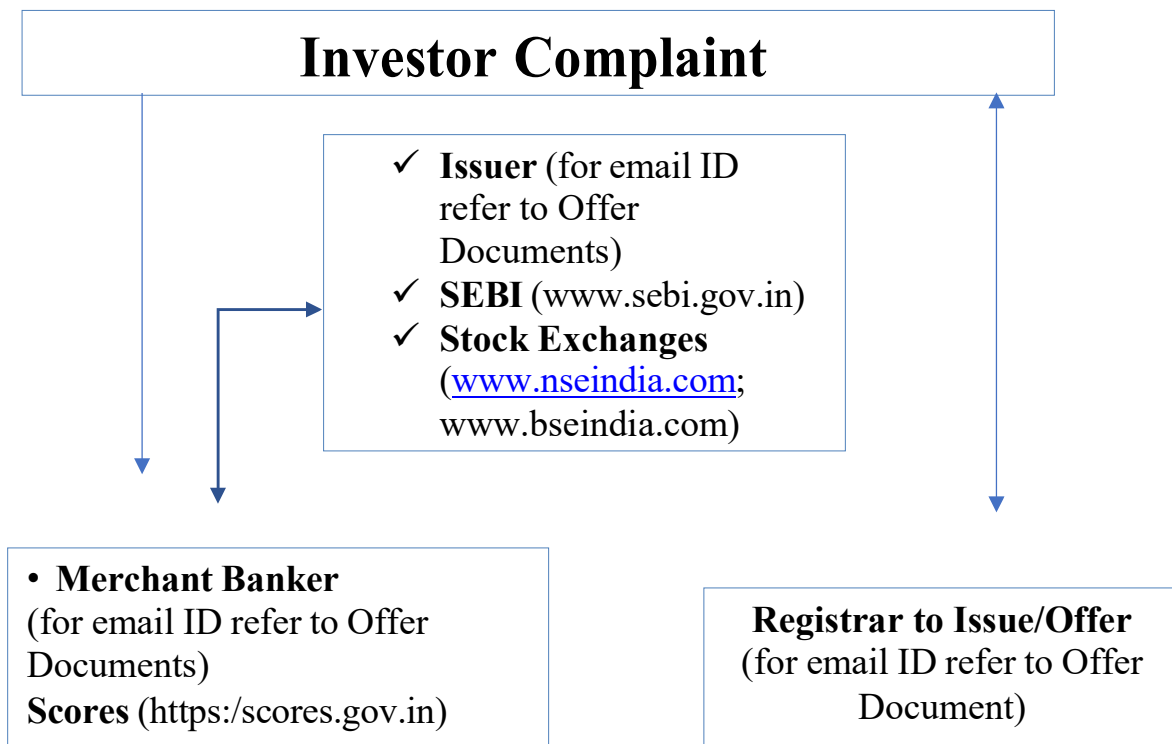 Investor Complaint
✓ Issuer (for email ID
refer to Offer
Documents)
✓ SEBI (www.sebi.gov.in)
✓ Stock Exchanges
(www.nseindia.com;
www.bseindia.com)
• Merchant Banker
(for email ID refer to Offer
Documents)
Scores (https:/scores.gov.in)
Registrar to Issue/Offer
(for email ID refer to Offer
Document)